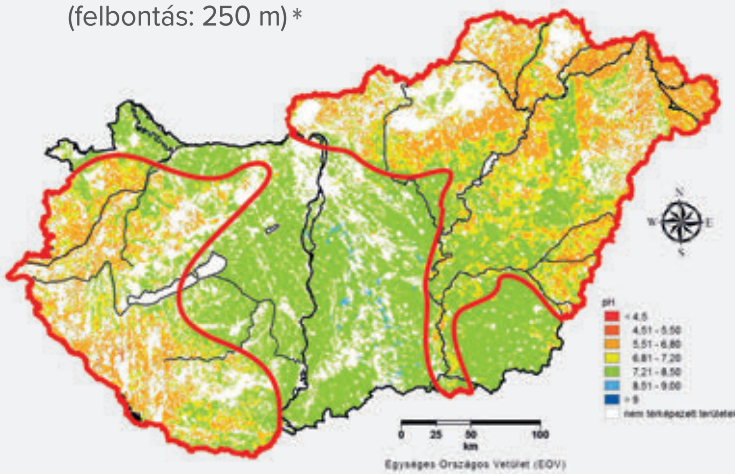 (felbontás: 250 m)*
N
W E
S
pH
< 4,5
4,51 - 5,50
5,51 - 6,80
6,81 - 7,20
7,21 - 8,50
8,51 - 9,00
> 9
nem térképezett területek
0 25 50 100
km
Egységes Országos Vetület (EOV)